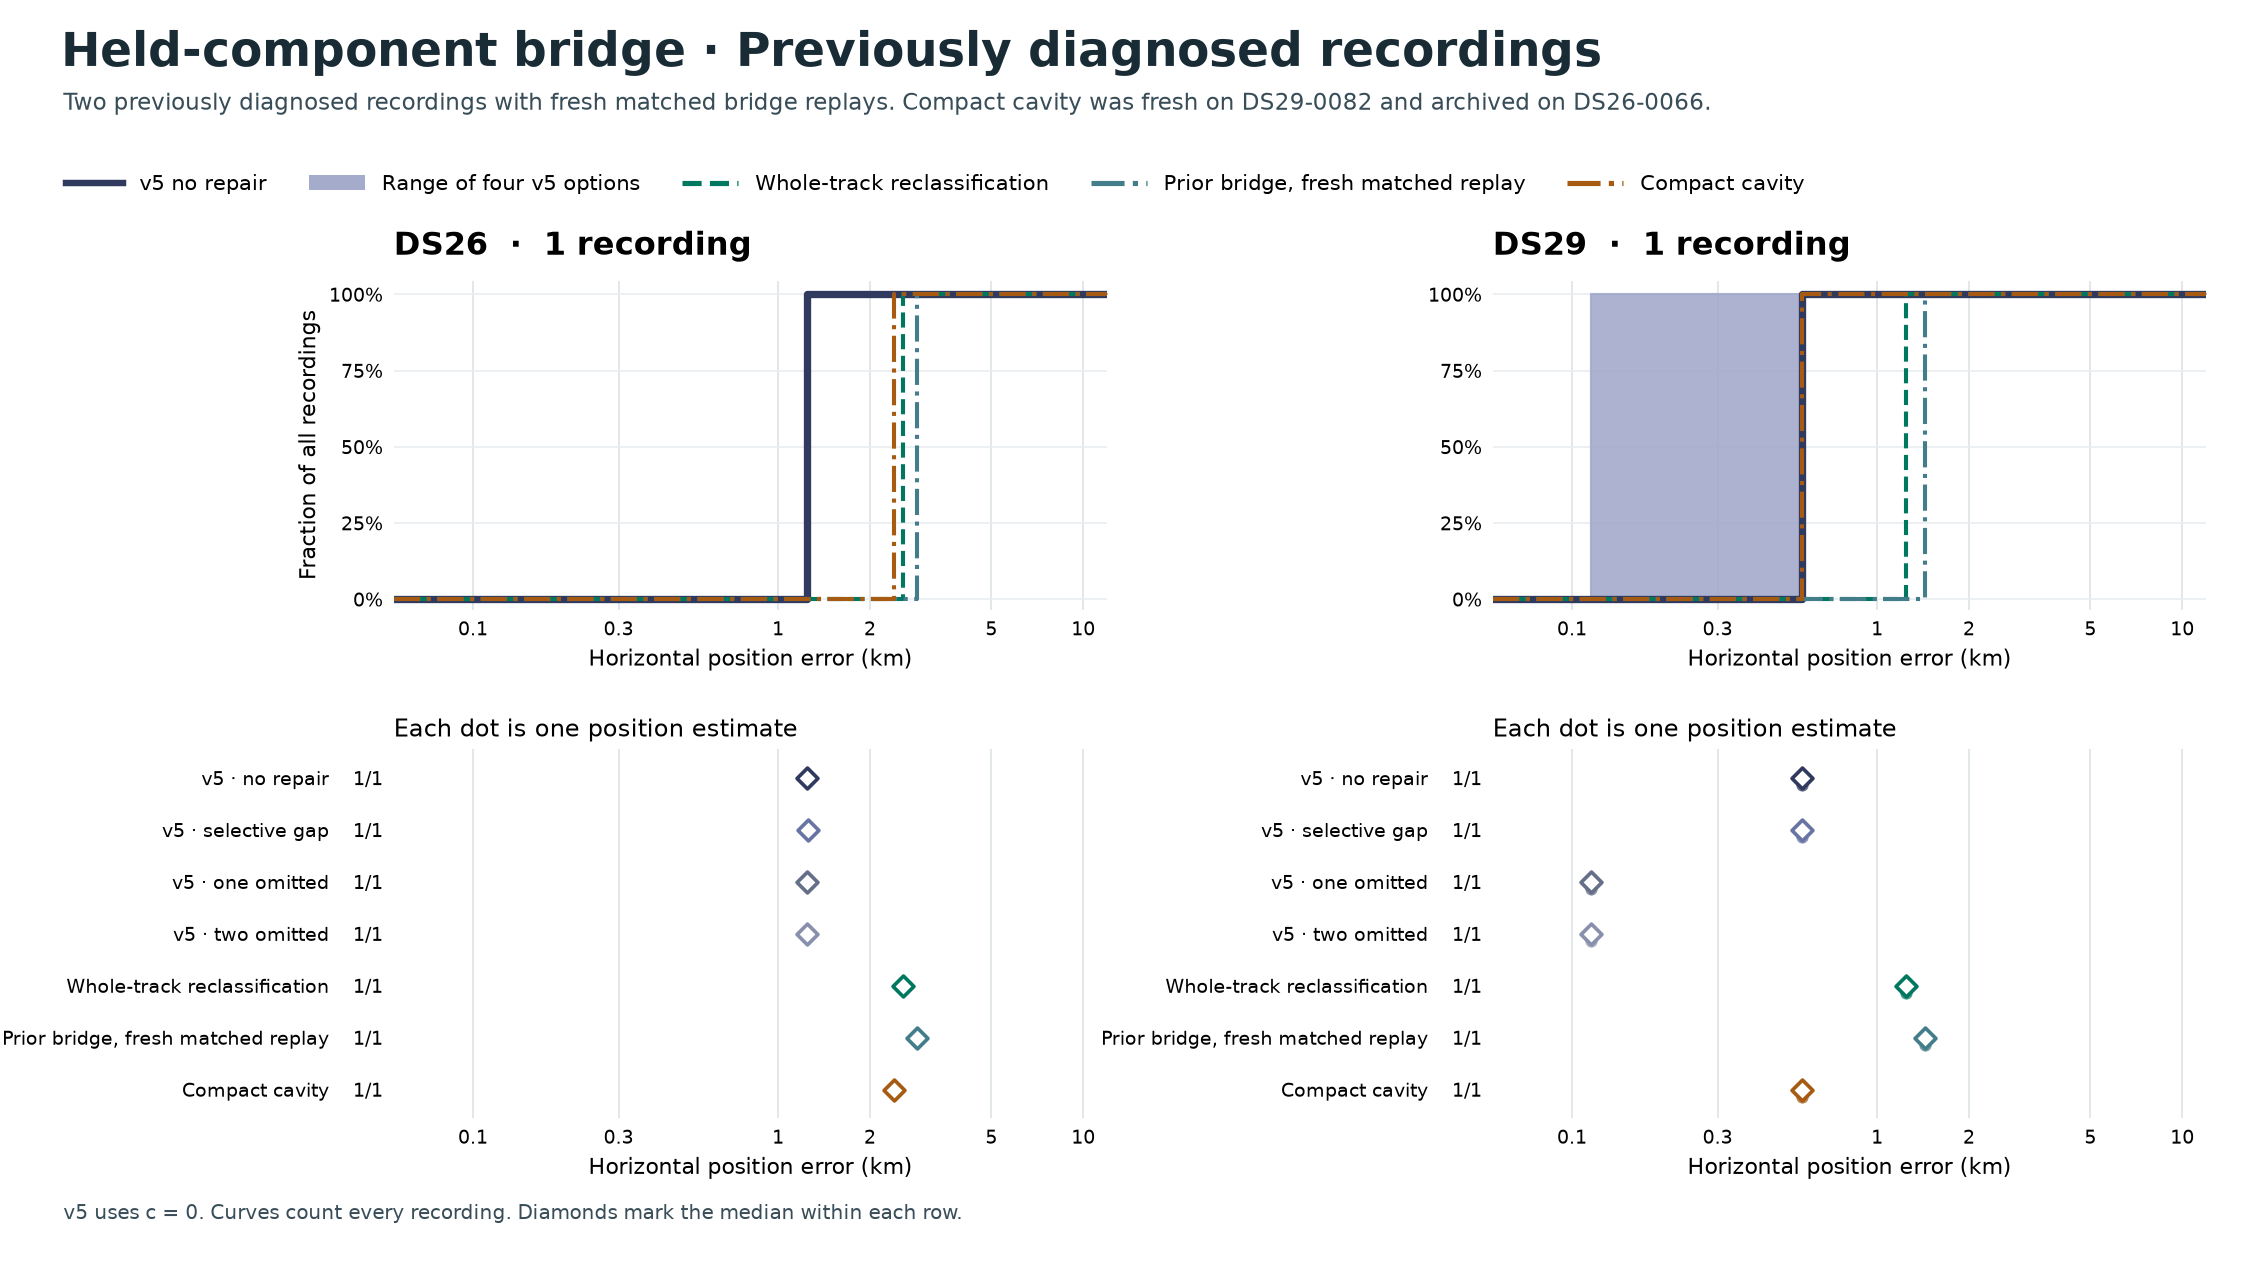 Held-component bridge · Previously diagnosed recordings
Two previously diagnosed recordings with fresh matched bridge replays. Compact cavity was fresh on DS29-0082 and archived on DS26-0066.
v5 no repair
Range of four v5 options
Whole-track reclassification
Prior bridge, fresh matched replay
Compact cavity
DS26 · 1 recording
Fraction of all recordings
100%
75%
50%
25%
0%
0.1 0.3 1 2 5 10
Horizontal position error (km)
DS29 · 1 recording
100%
75%
50%
25%
0%
0.1 0.3 1 2 5 10
Horizontal position error (km)
Each dot is one position estimate
v5 · no repair 1/1
v5 · selective gap 1/1
v5 · one omitted 1/1
v5 · two omitted 1/1
Whole-track reclassification 1/1
Prior bridge, fresh matched replay 1/1
Compact cavity 1/1
0.1 0.3 1 2 5 10
Horizontal position error (km)
Each dot is one position estimate
v5 · no repair 1/1
v5 · selective gap 1/1
v5 · one omitted 1/1
v5 · two omitted 1/1
Whole-track reclassification 1/1
Prior bridge, fresh matched replay 1/1
Compact cavity 1/1
0.1 0.3 1 2 5 10
Horizontal position error (km)
v5 uses c = 0. Curves count every recording. Diamonds mark the median within each row.